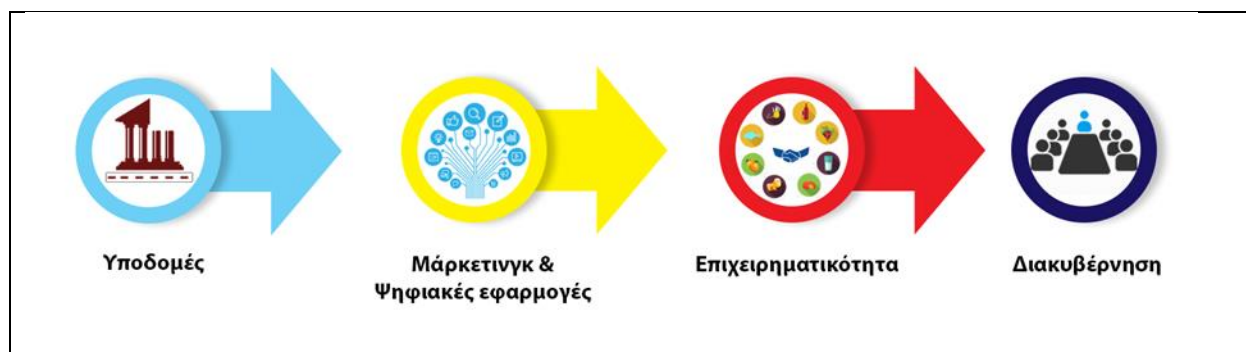 Υποδομές
Μάρκετινγκ &
Ψηφιακές εφαρμογές
Επιχειρηματικότητα
Διακυβέρνηση